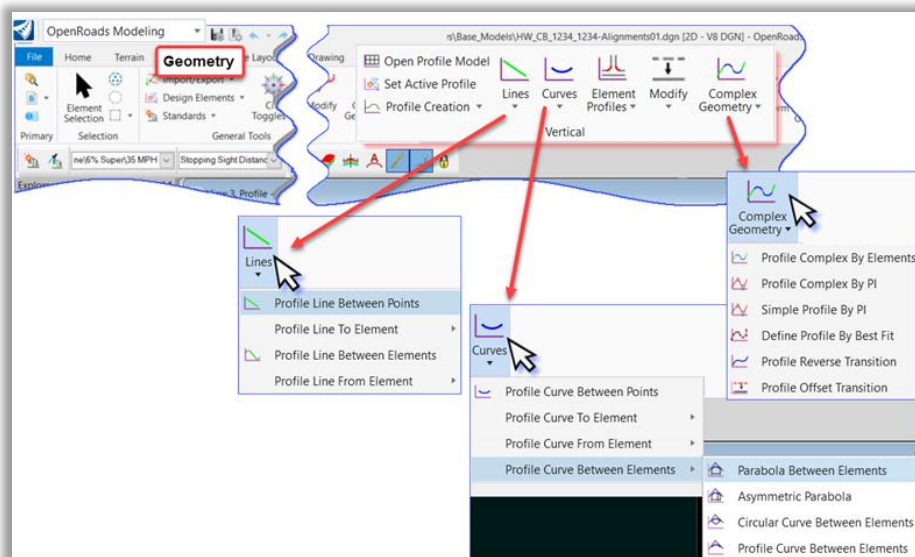 OpenRoads Modeling
rs\Base_Models\HW_CB_1234_1234-Alignments01.dgn [2D - V8 DGN] - OpenRoads
File Home Terrain Geometry Layou Drawing
Import/Export
Design Elements
Standards
Element
Selection
Toggles
Modify
Primary Selection General Tools
Open Profile Model
Set Active Profile
Profile Creation
Lines Curves Element
Profiles Modify Complex
Geometry
Vertical
ne\6% Super\35 MPH Stopping Sight Distanc
3 Profile
Lines
Profile Line Between Points
Profile Line To Element
Profile Line Between Elements
Profile Line From Element
Curves
Profile Curve Between Points
Profile Curve To Element
Profile Curve From Element
Profile Curve Between Elements
Parabola Between Elements
Asymmetric Parabola
Circular Curve Between Elements
Profile Curve Between Elements
Complex
Geometry
Profile Complex By Elements
Profile Complex By PI
Simple Profile By PI
Define Profile By Best Fit
Profile Reverse Transition
Profile Offset Transition